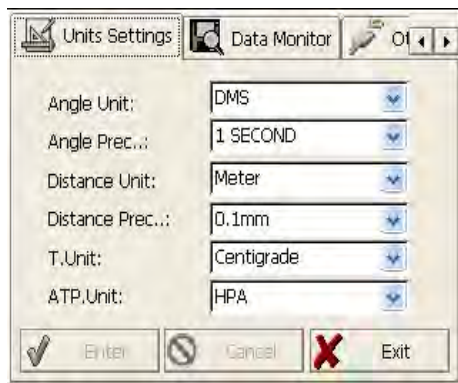 Units Settings Data Monitor Ot
Angle Unit: DMS
Angle Prec..: 1 SECOND
Distance Unit: Meter
Distance Prec..: 0.1mm
T.Unit: Centigrade
ATP.Unit: HPA
Enter Cancel Exit